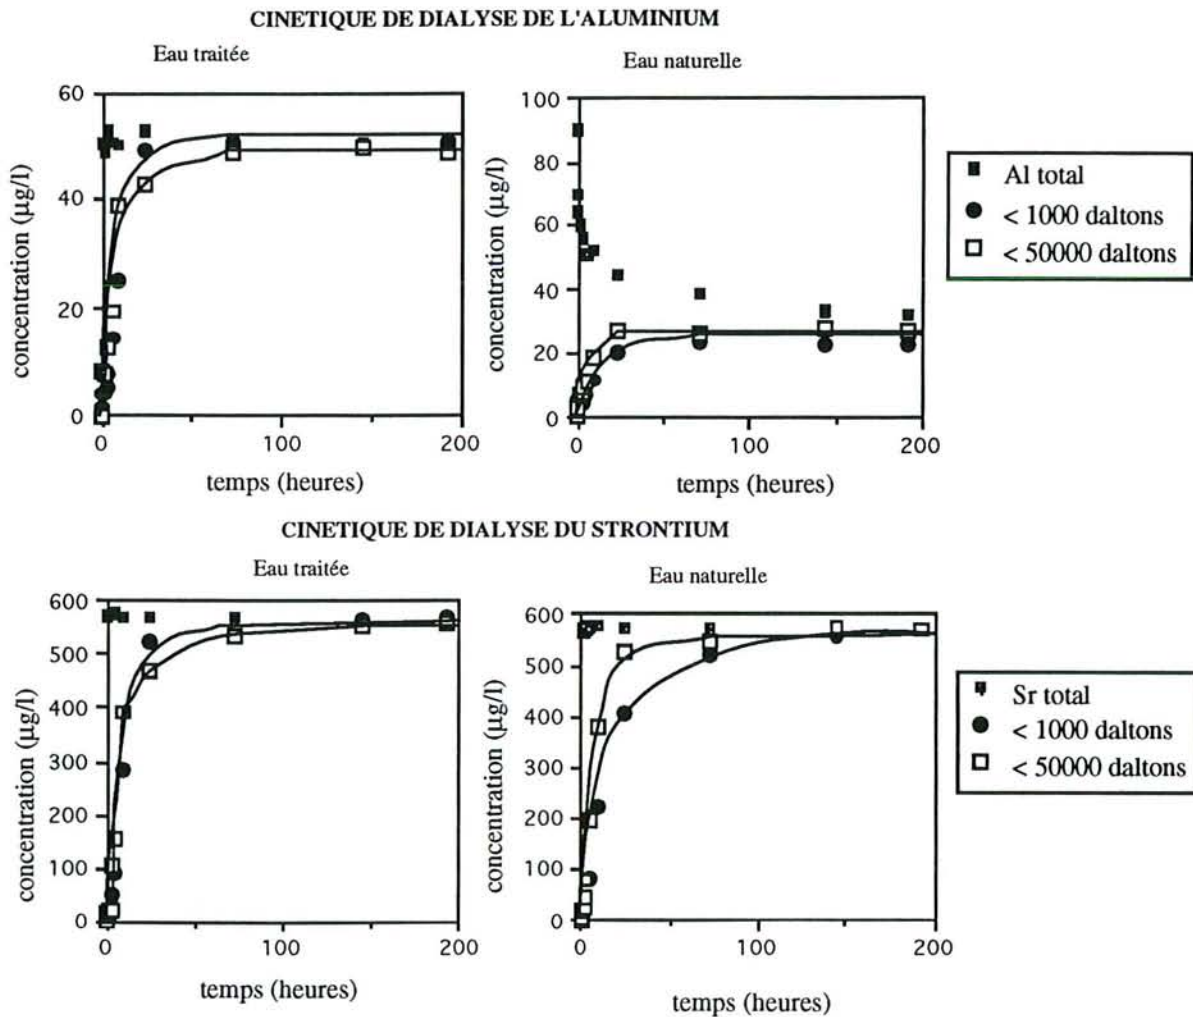 CINETIQUE DE DIALYSE DE L'ALUMINIUM
Eau traitée
Eau naturelle
60
40
20
0
0
100
200
concentration (µg/l)
temps (heures)
100
80
60
40
20
0
0
100
200
concentration (µg/l)
temps (heures)
Al total
< 1000 daltons
< 50000 daltons
CINETIQUE DE DIALYSE DU STRONTIUM
Eau traitée
Eau naturelle
600
500
400
300
200
100
0
0
100
200
concentration (µg/l)
temps (heures)
600
500
400
300
200
100
0
0
100
200
concentration (µg/l)
temps (heures)
Sr total
< 1000 daltons
< 50000 daltons